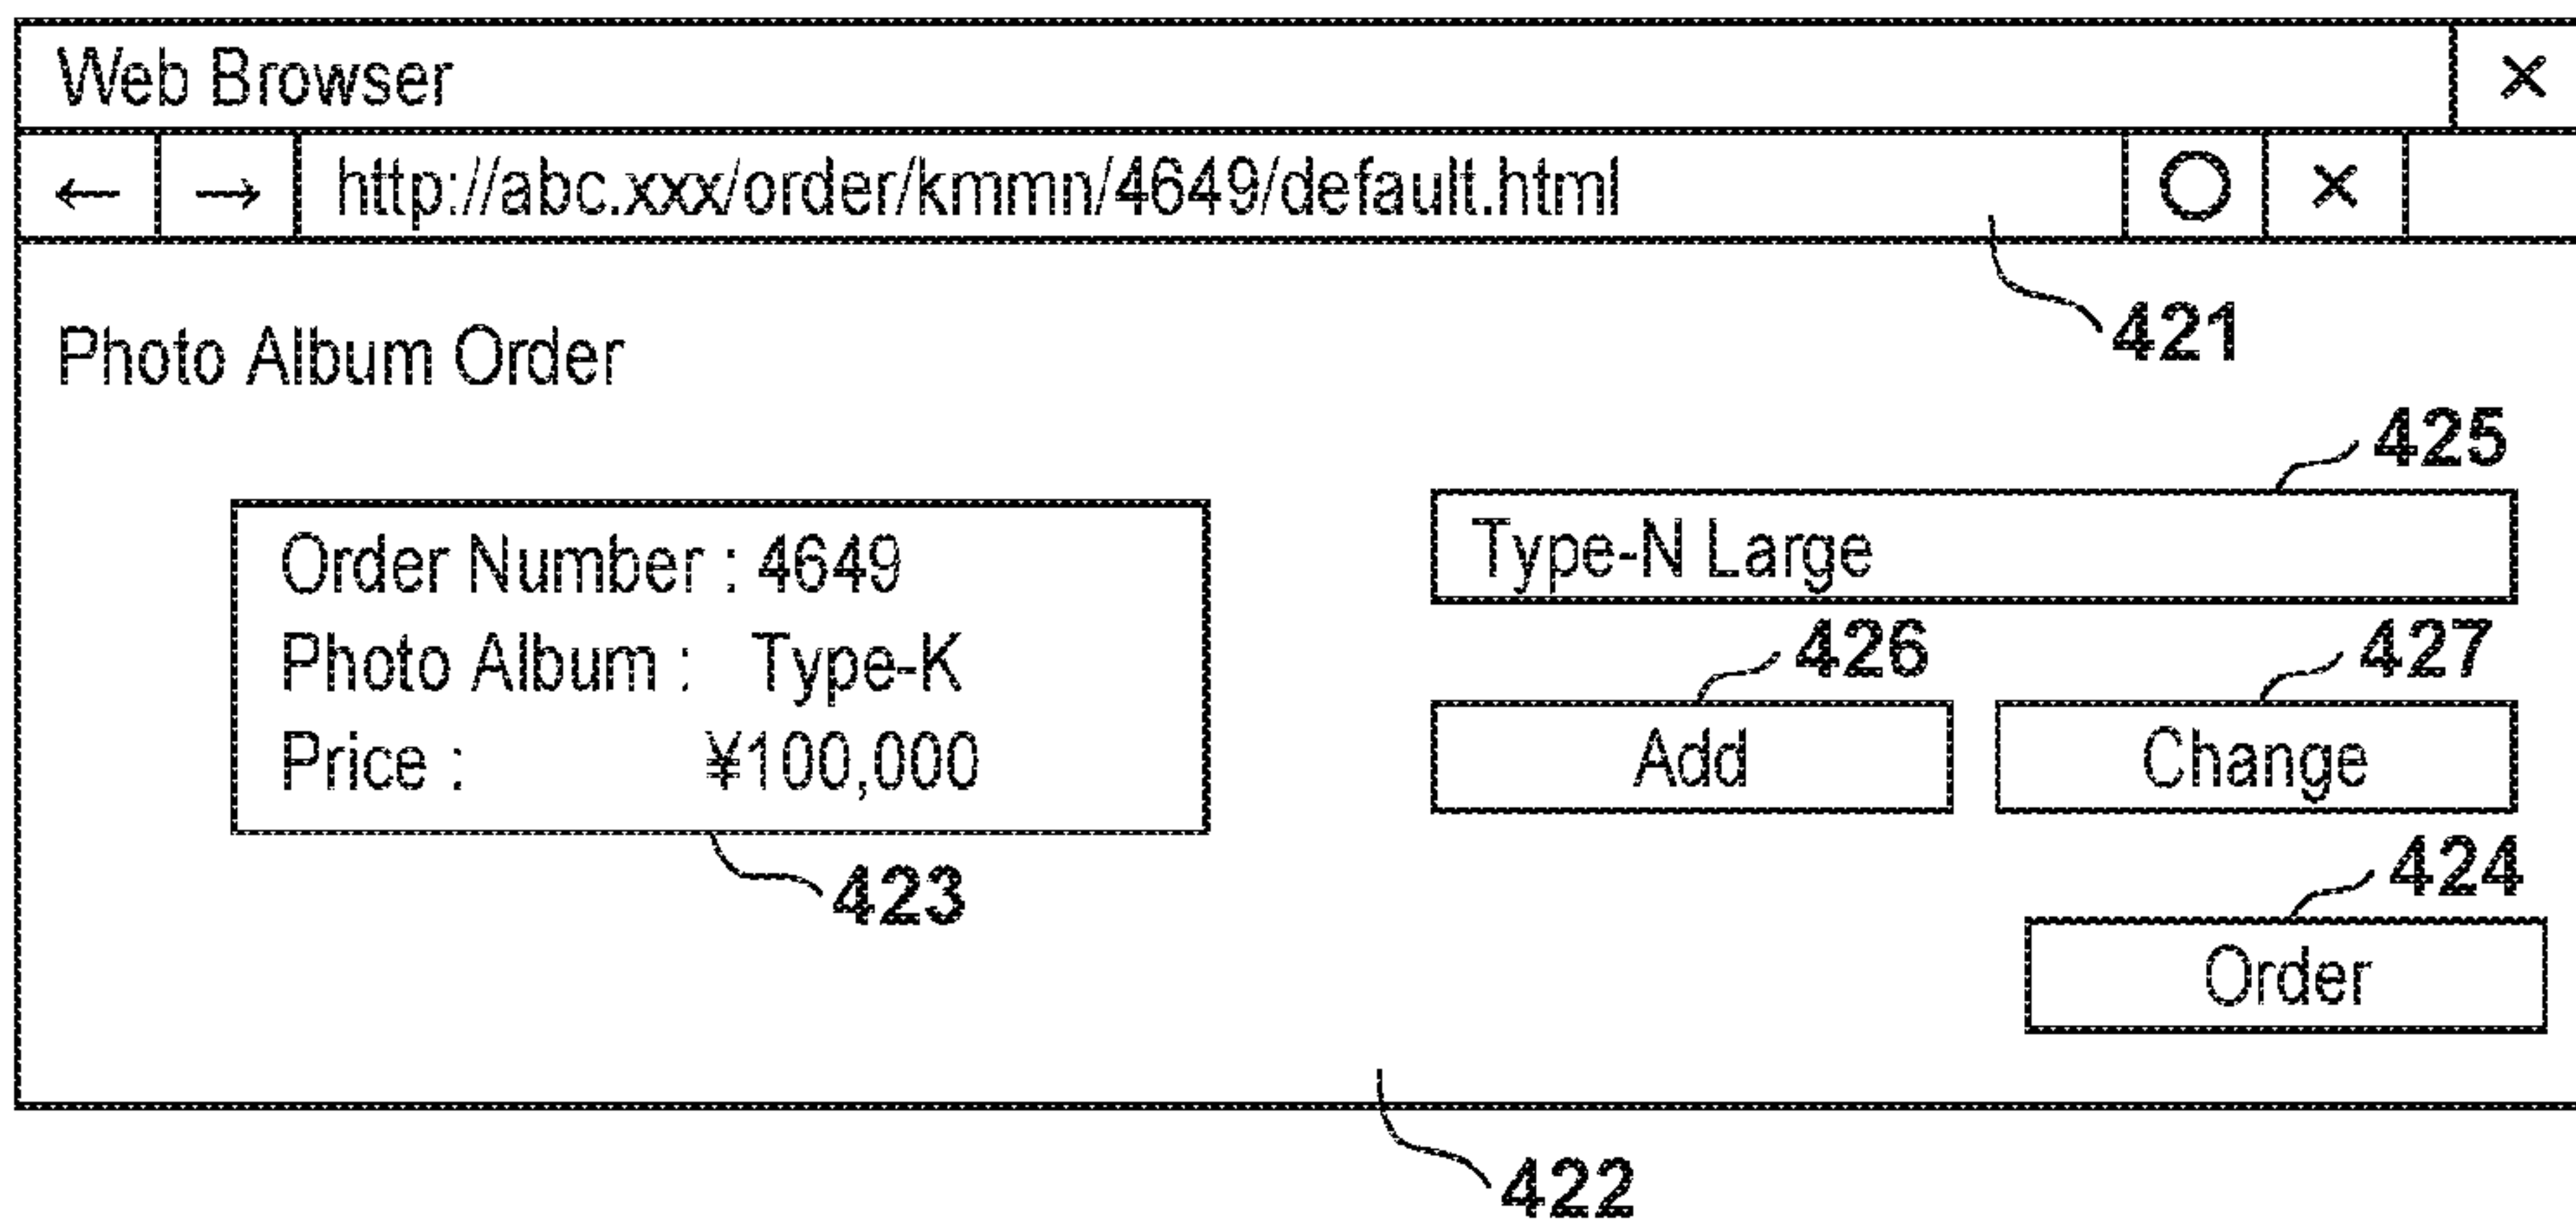 Web Browser ×
← → http://abc.xxx/order/kmmn/4649/default.html ○ ×
421
Photo Album Order
425
Order Number : 4649
Photo Album : Type-K
Price : ¥100,000
423
Type-N Large
426 427
Add Change
424
Order
422